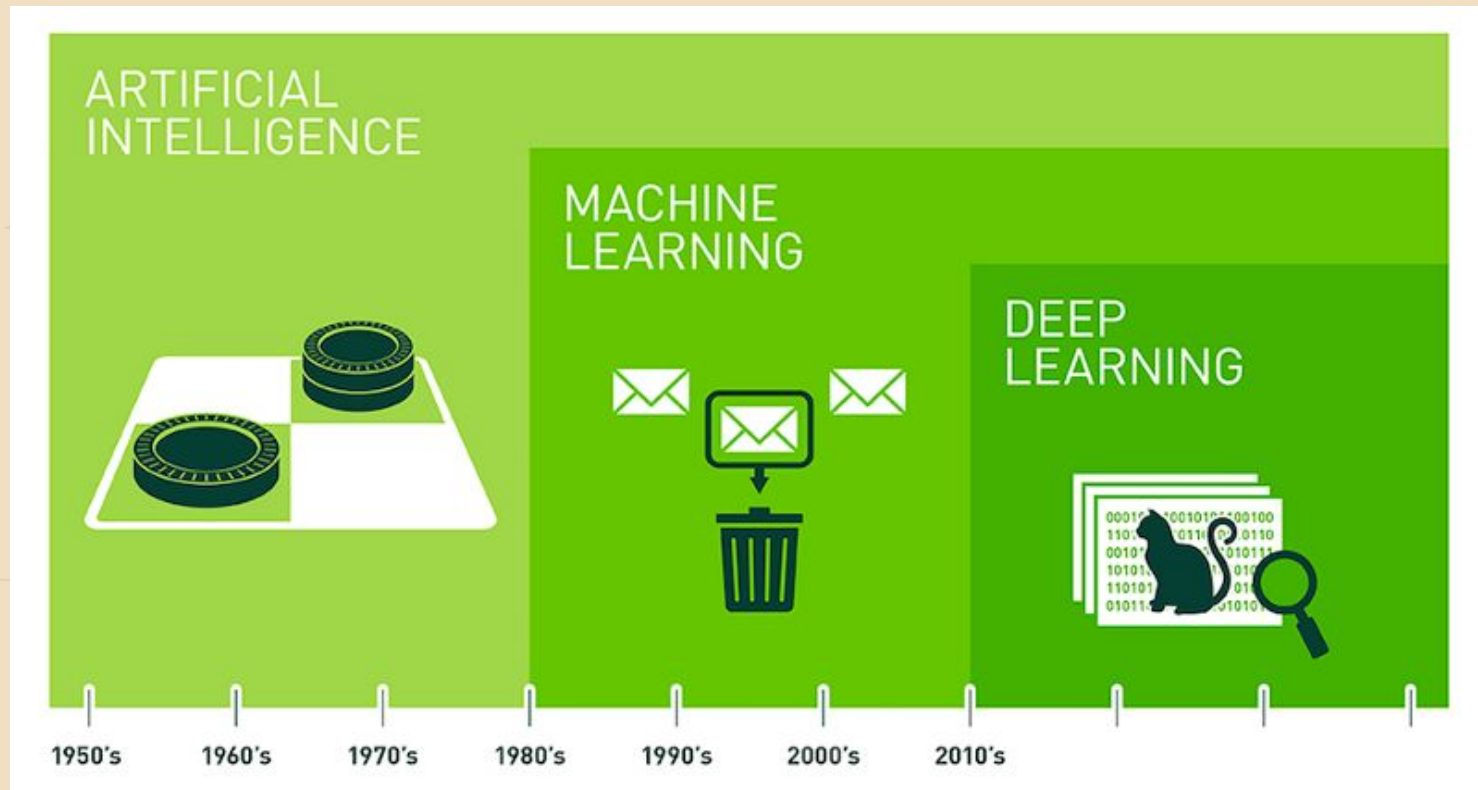 ARTIFICIAL
INTELLIGENCE
MACHINE
LEARNING
DEEP
LEARNING
1950's
1960's
1970's
1980's
1990's
2000's
2010's